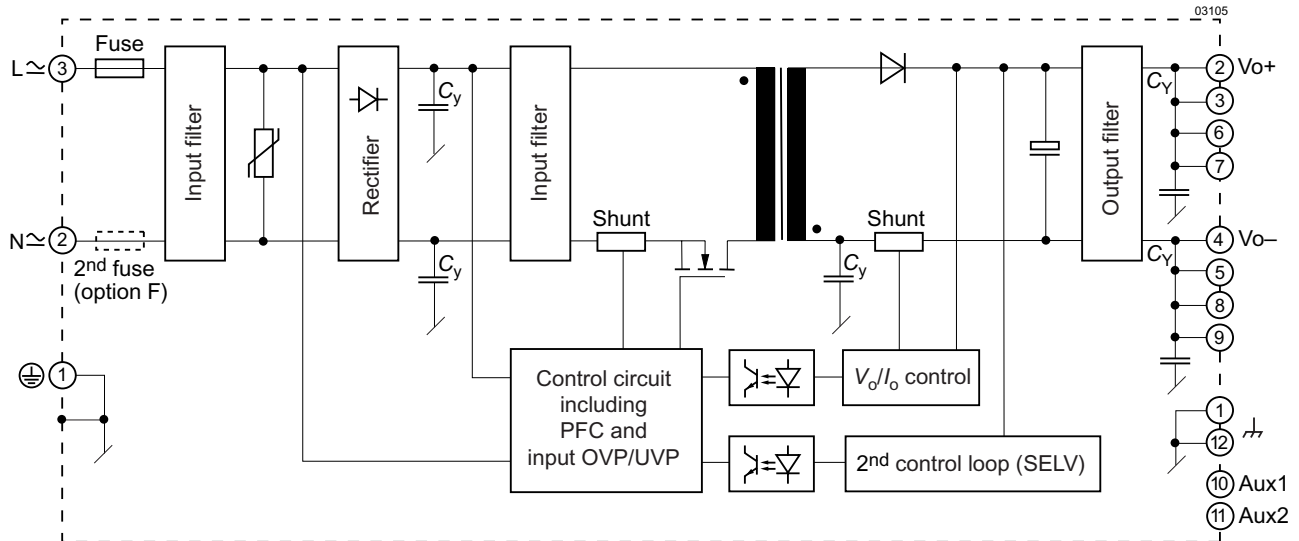 03105
L ≃ 3
Fuse
Input filter
Rectifier
Cy
Input filter
CY
2 Vo+
3
6
7
N ≃ 2
2nd fuse
(option F)
Cy
Shunt
Cy
Shunt
Output filter
CY
4 Vo–
5
8
9
1
Control circuit
including
PFC and
input OVP/UVP
Vo/Io control
2nd control loop (SELV)
1
12
10 Aux1
11 Aux2